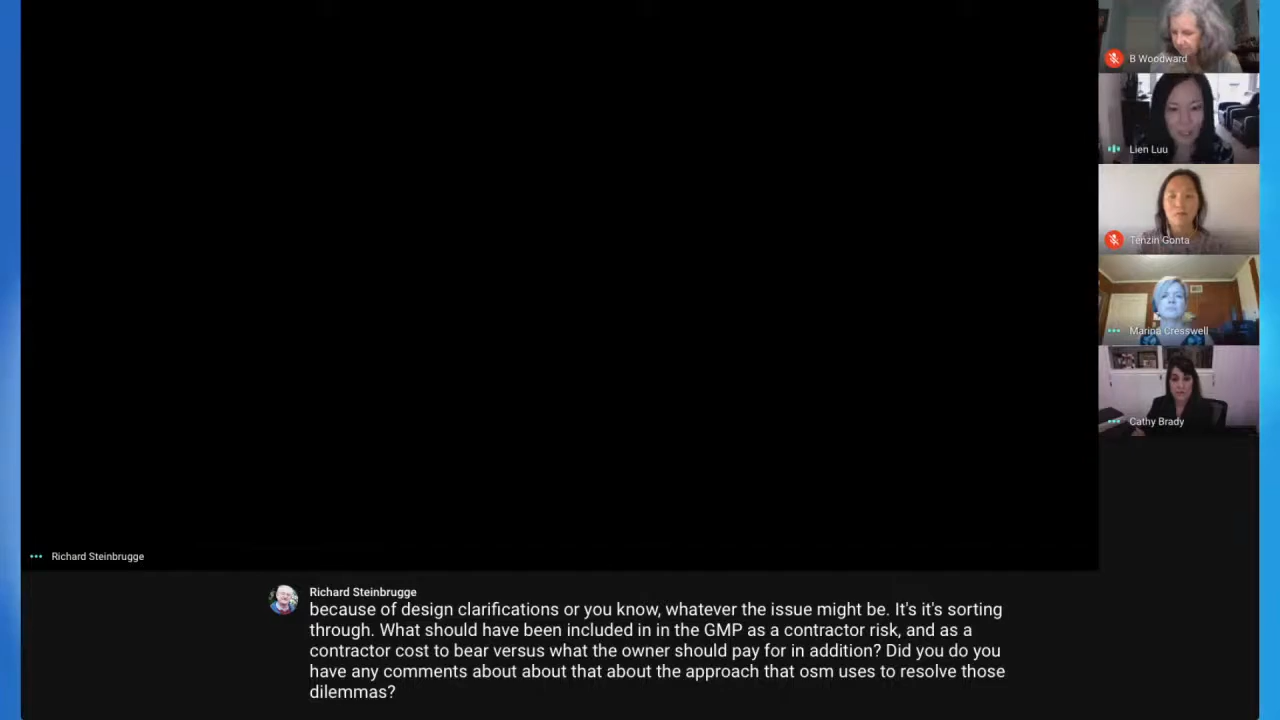 B Woodward
Lien Luu
Tenzin Gonta
Marina Cresswell
Cathy Brady
Richard Steinbrugge
Richard Steinbrugge
because of design clarifications or you know, whatever the issue might be. It's it's sorting
through. What should have been included in in the GMP as a contractor risk, and as a
contractor cost to bear versus what the owner should pay for in addition? Did you do you
have any comments about about that about the approach that osm uses to resolve those
dilemmas?